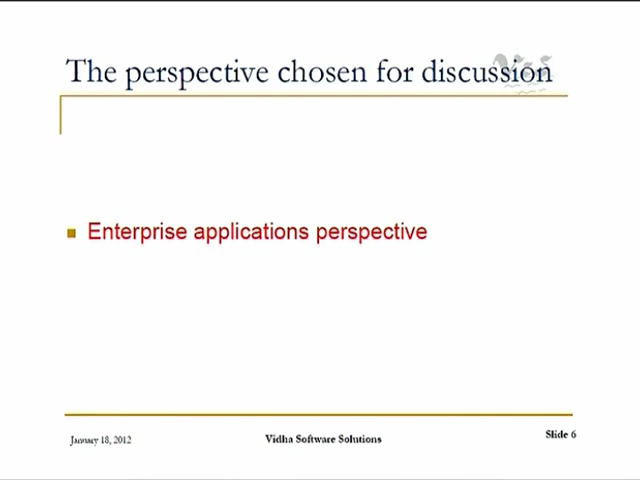 The perspective chosen for discussion
Enterprise applications perspective
January 18, 2012
Vidha Software Solutions
Slide 6